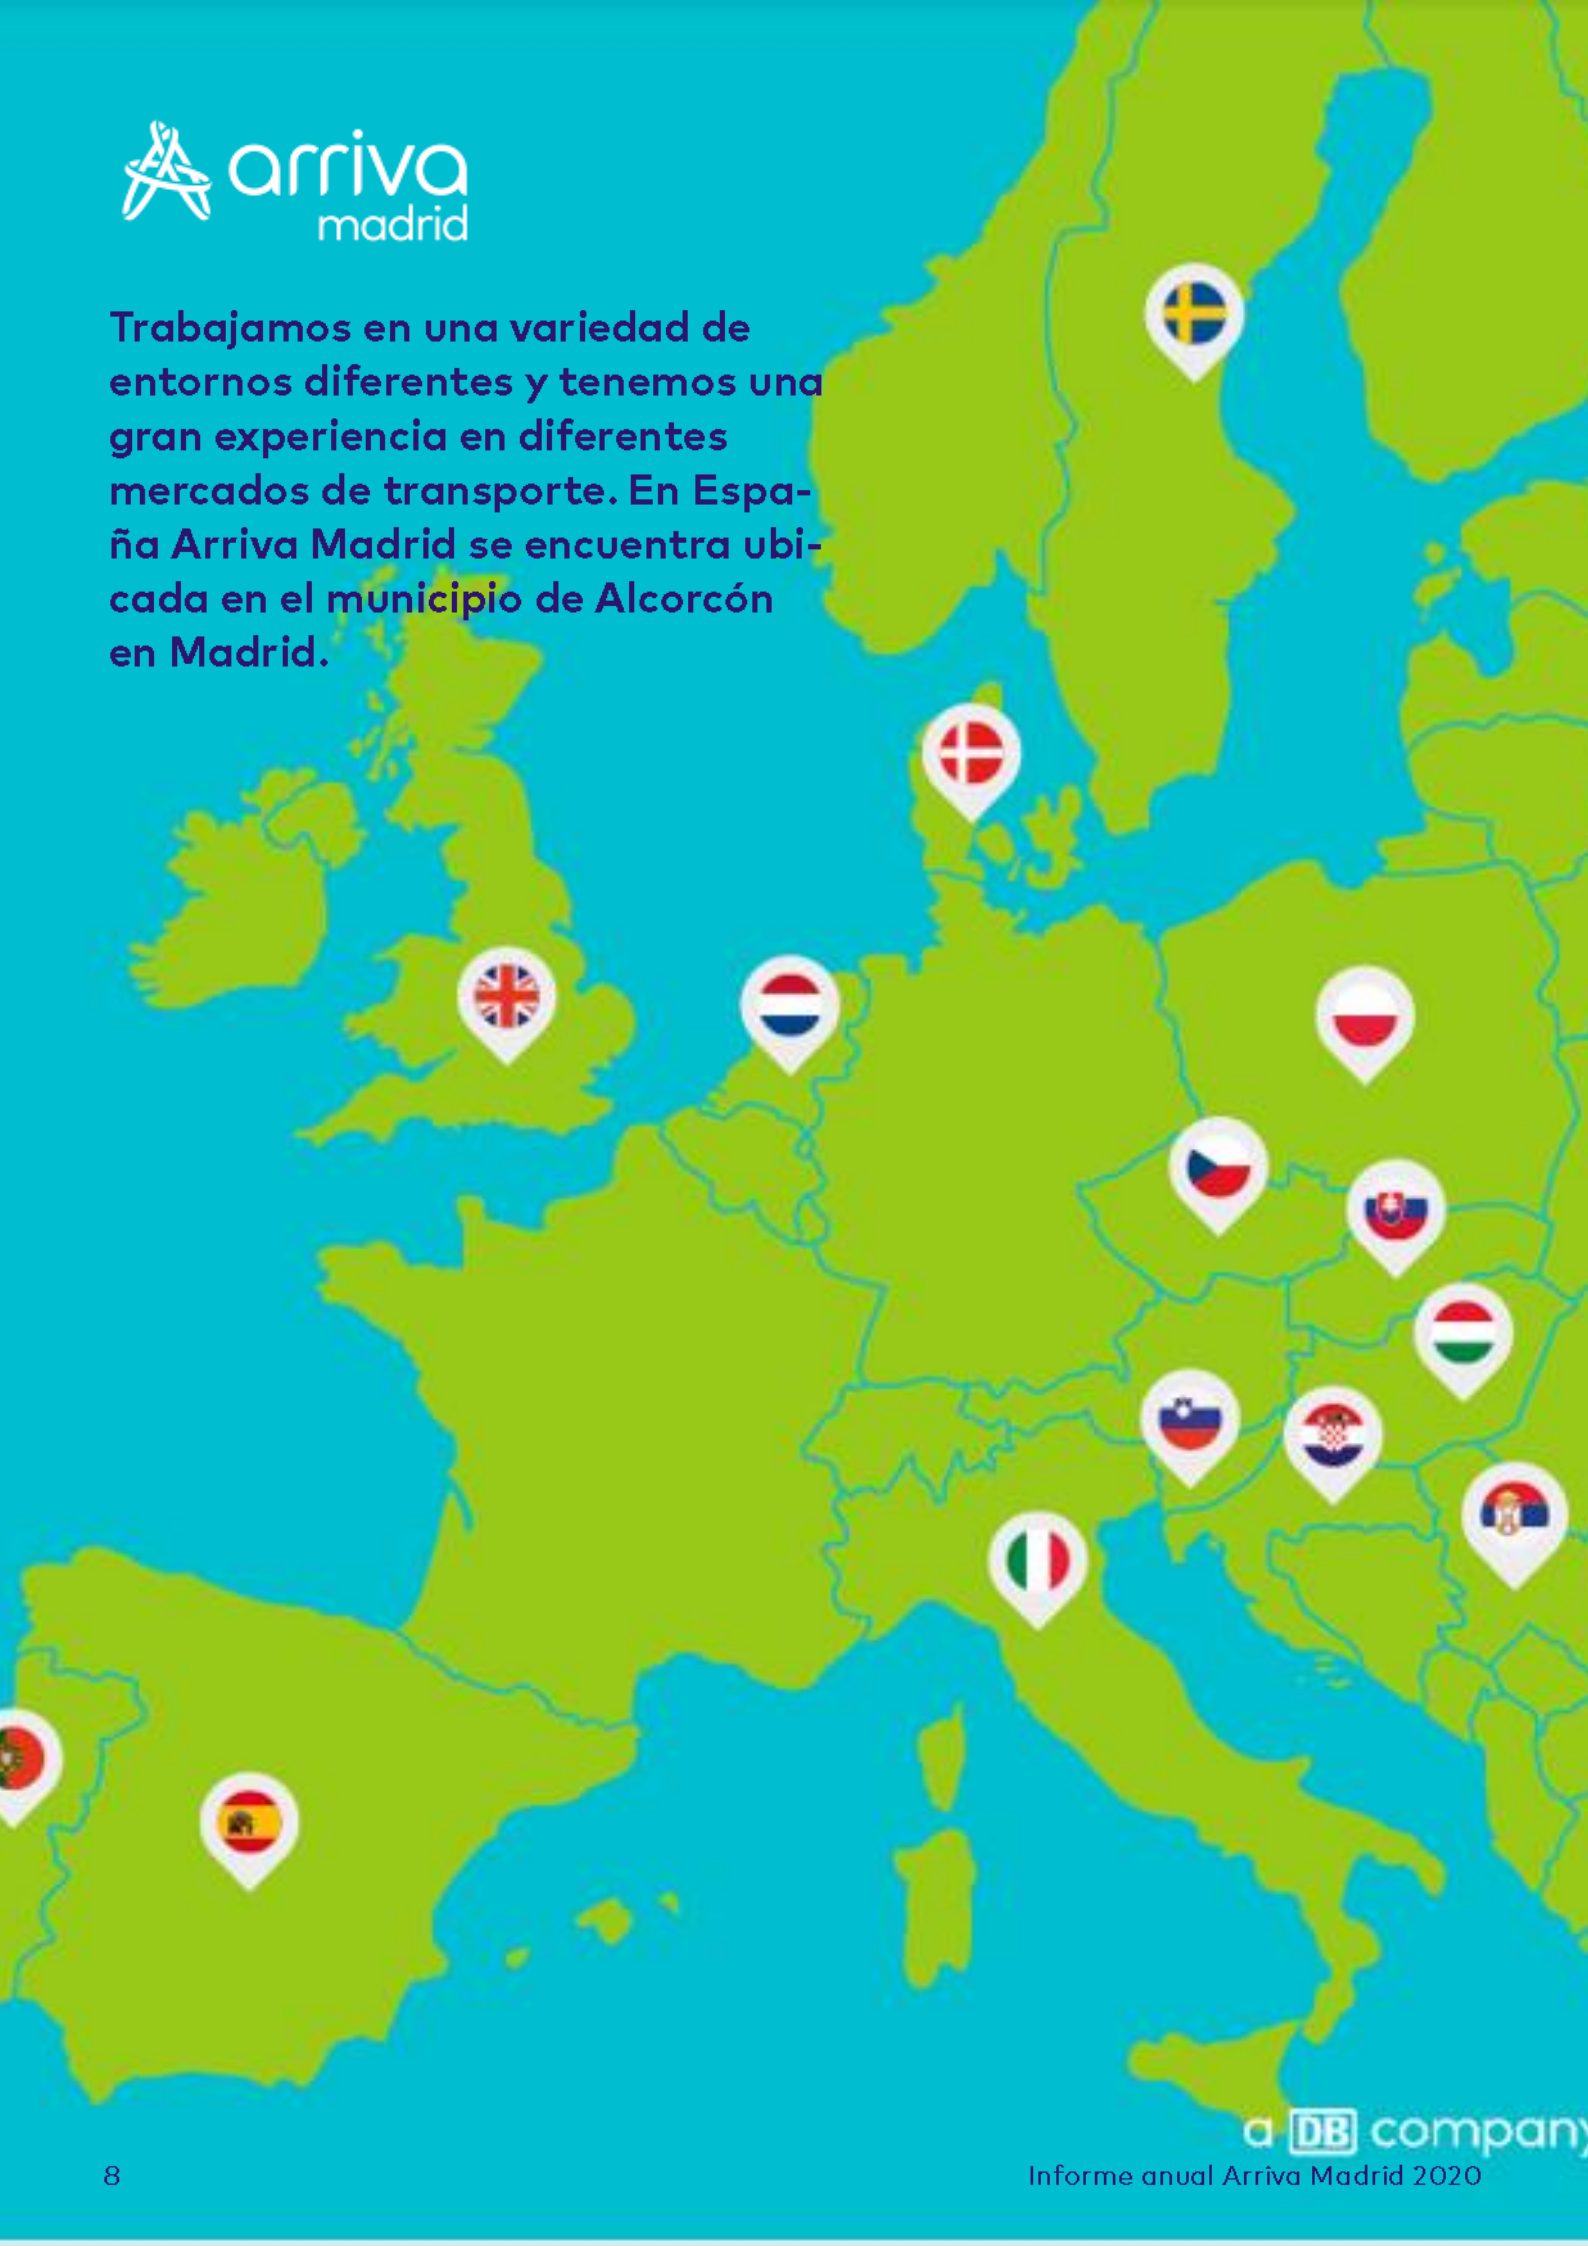 arriva
madrid
Trabajamos en una variedad de
entornos diferentes y tenemos una
gran experiencia en diferentes
mercados de transporte. En Espa-
ña Arriva Madrid se encuentra ubi-
cada en el municipio de Alcorcón
en Madrid.
a DB company
8
Informe anual Arriva Madrid 2020